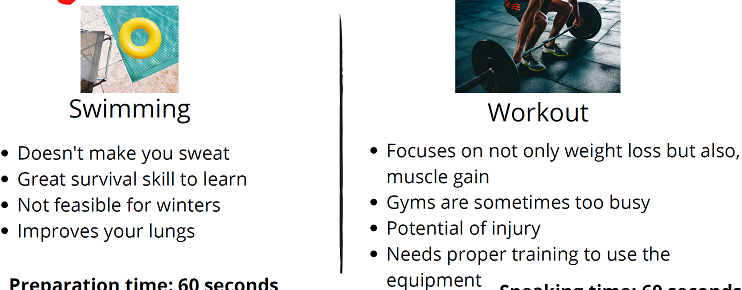 Swimming
Doesn't make you sweat
Great survival skill to learn
Not feasible for winters
Improves your lungs
Preparation time: 60 seconds
Workout
Focuses on not only weight loss but also,
muscle gain
Gyms are sometimes too busy
Potential of injury
Needs proper training to use the
equipment
Speaking time: 60 seconds